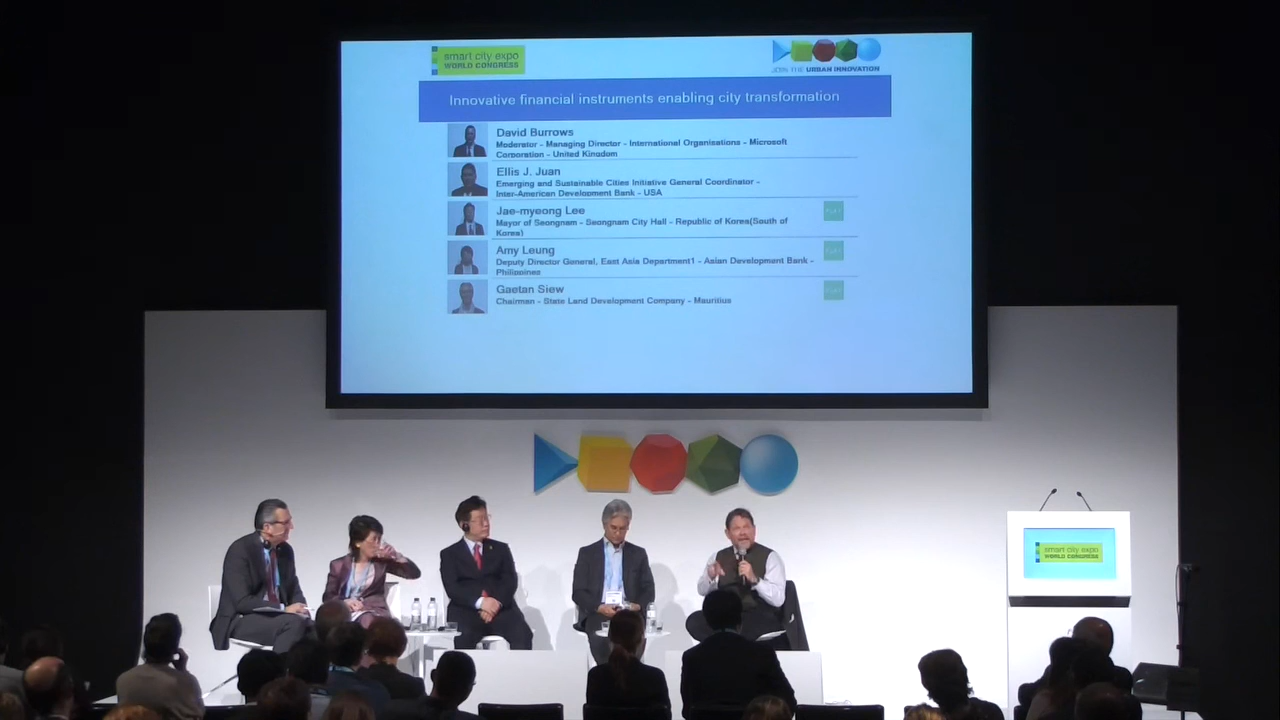 smart city expo
WORLD CONGRESS
JOIN THE URBAN INNOVATION
Innovative financial instruments enabling city transformation
David Burrows
Moderator - Managing Director - International Organisations - Microsoft
Corporation - United Kingdom
Ellis J. Juan
Emerging and Sustainable Cities Initiative General Coordinator -
Inter-American Development Bank - USA
Jae-myeong Lee
Mayor of Seongnam - Seongnam City Hall - Republic of Korea(South of
Korea)
Amy Leung
Deputy Director General, East Asia Department1 - Asian Development Bank -
Philippines
Gaetan Siew
Chairman - State Land Development Company - Mauritius
smart city expo
WORLD CONGRESS